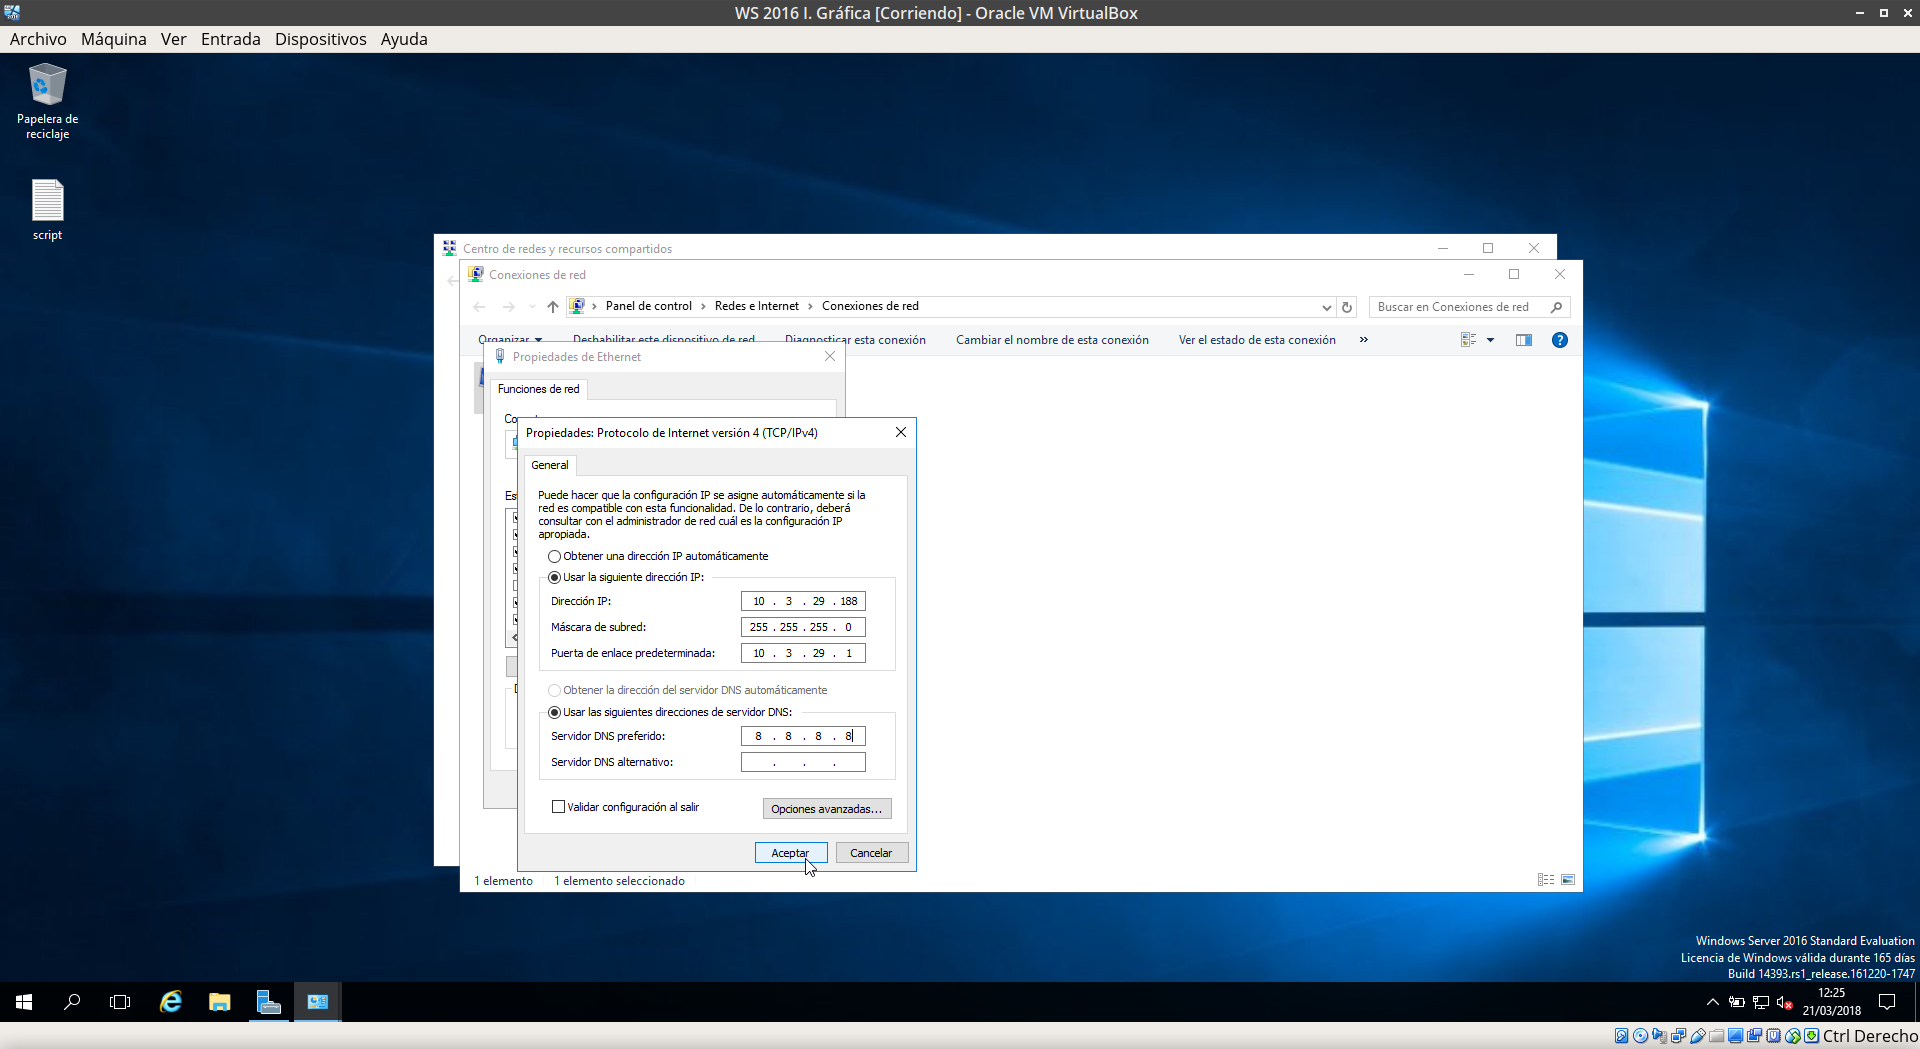 WS 2016 I. Gráfica [Corriendo] - Oracle VM VirtualBox
Archivo Máquina Ver Entrada Dispositivos Ayuda
Papelera de
reciclaje
script
Centro de redes y recursos compartidos
Conexiones de red
Panel de control Redes e Internet Conexiones de red
Buscar en Conexiones de red
Organizar Deshabilitar este dispositivo de red Diagnosticar esta conexión Cambiar el nombre de esta conexión Ver el estado de esta conexión »
Propiedades de Ethernet
Funciones de red
Propiedades: Protocolo de Internet versión 4 (TCP/IPv4)
General
Puede hacer que la configuración IP se asigne automáticamente si la
red es compatible con esta funcionalidad. De lo contrario, deberá
consultar con el administrador de red cuál es la configuración IP
apropiada.
Obtener una dirección IP automáticamente
Usar la siguiente dirección IP:
Dirección IP: 10 . 3 . 29 . 188
Máscara de subred: 255 . 255 . 255 . 0
Puerta de enlace predeterminada: 10 . 3 . 29 . 1
Obtener la dirección del servidor DNS automáticamente
Usar las siguientes direcciones de servidor DNS:
Servidor DNS preferido: 8 . 8 . 8 . 8
Servidor DNS alternativo: . . .
Validar configuración al salir
Opciones avanzadas...
Aceptar Cancelar
1 elemento 1 elemento seleccionado
Windows Server 2016 Standard Evaluation
Licencia de Windows válida durante 165 días
Build 14393.rs1_release.161220-1747
12:25
21/03/2018
Ctrl Derecho